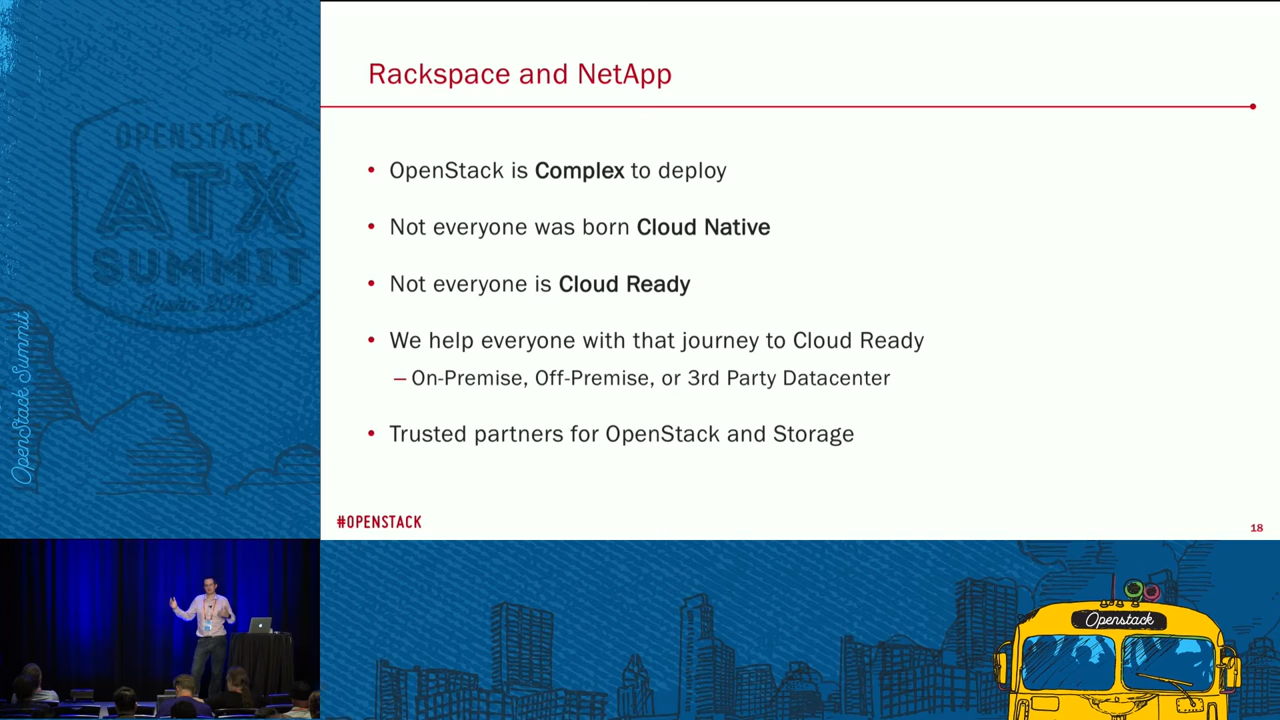 OPENSTACK
ATX
SUMMIT
Austin 2016
OpenStack Summit
Rackspace and NetApp
• OpenStack is Complex to deploy
• Not everyone was born Cloud Native
• Not everyone is Cloud Ready
• We help everyone with that journey to Cloud Ready
– On-Premise, Off-Premise, or 3rd Party Datacenter
• Trusted partners for OpenStack and Storage
#OPENSTACK
18
Openstack